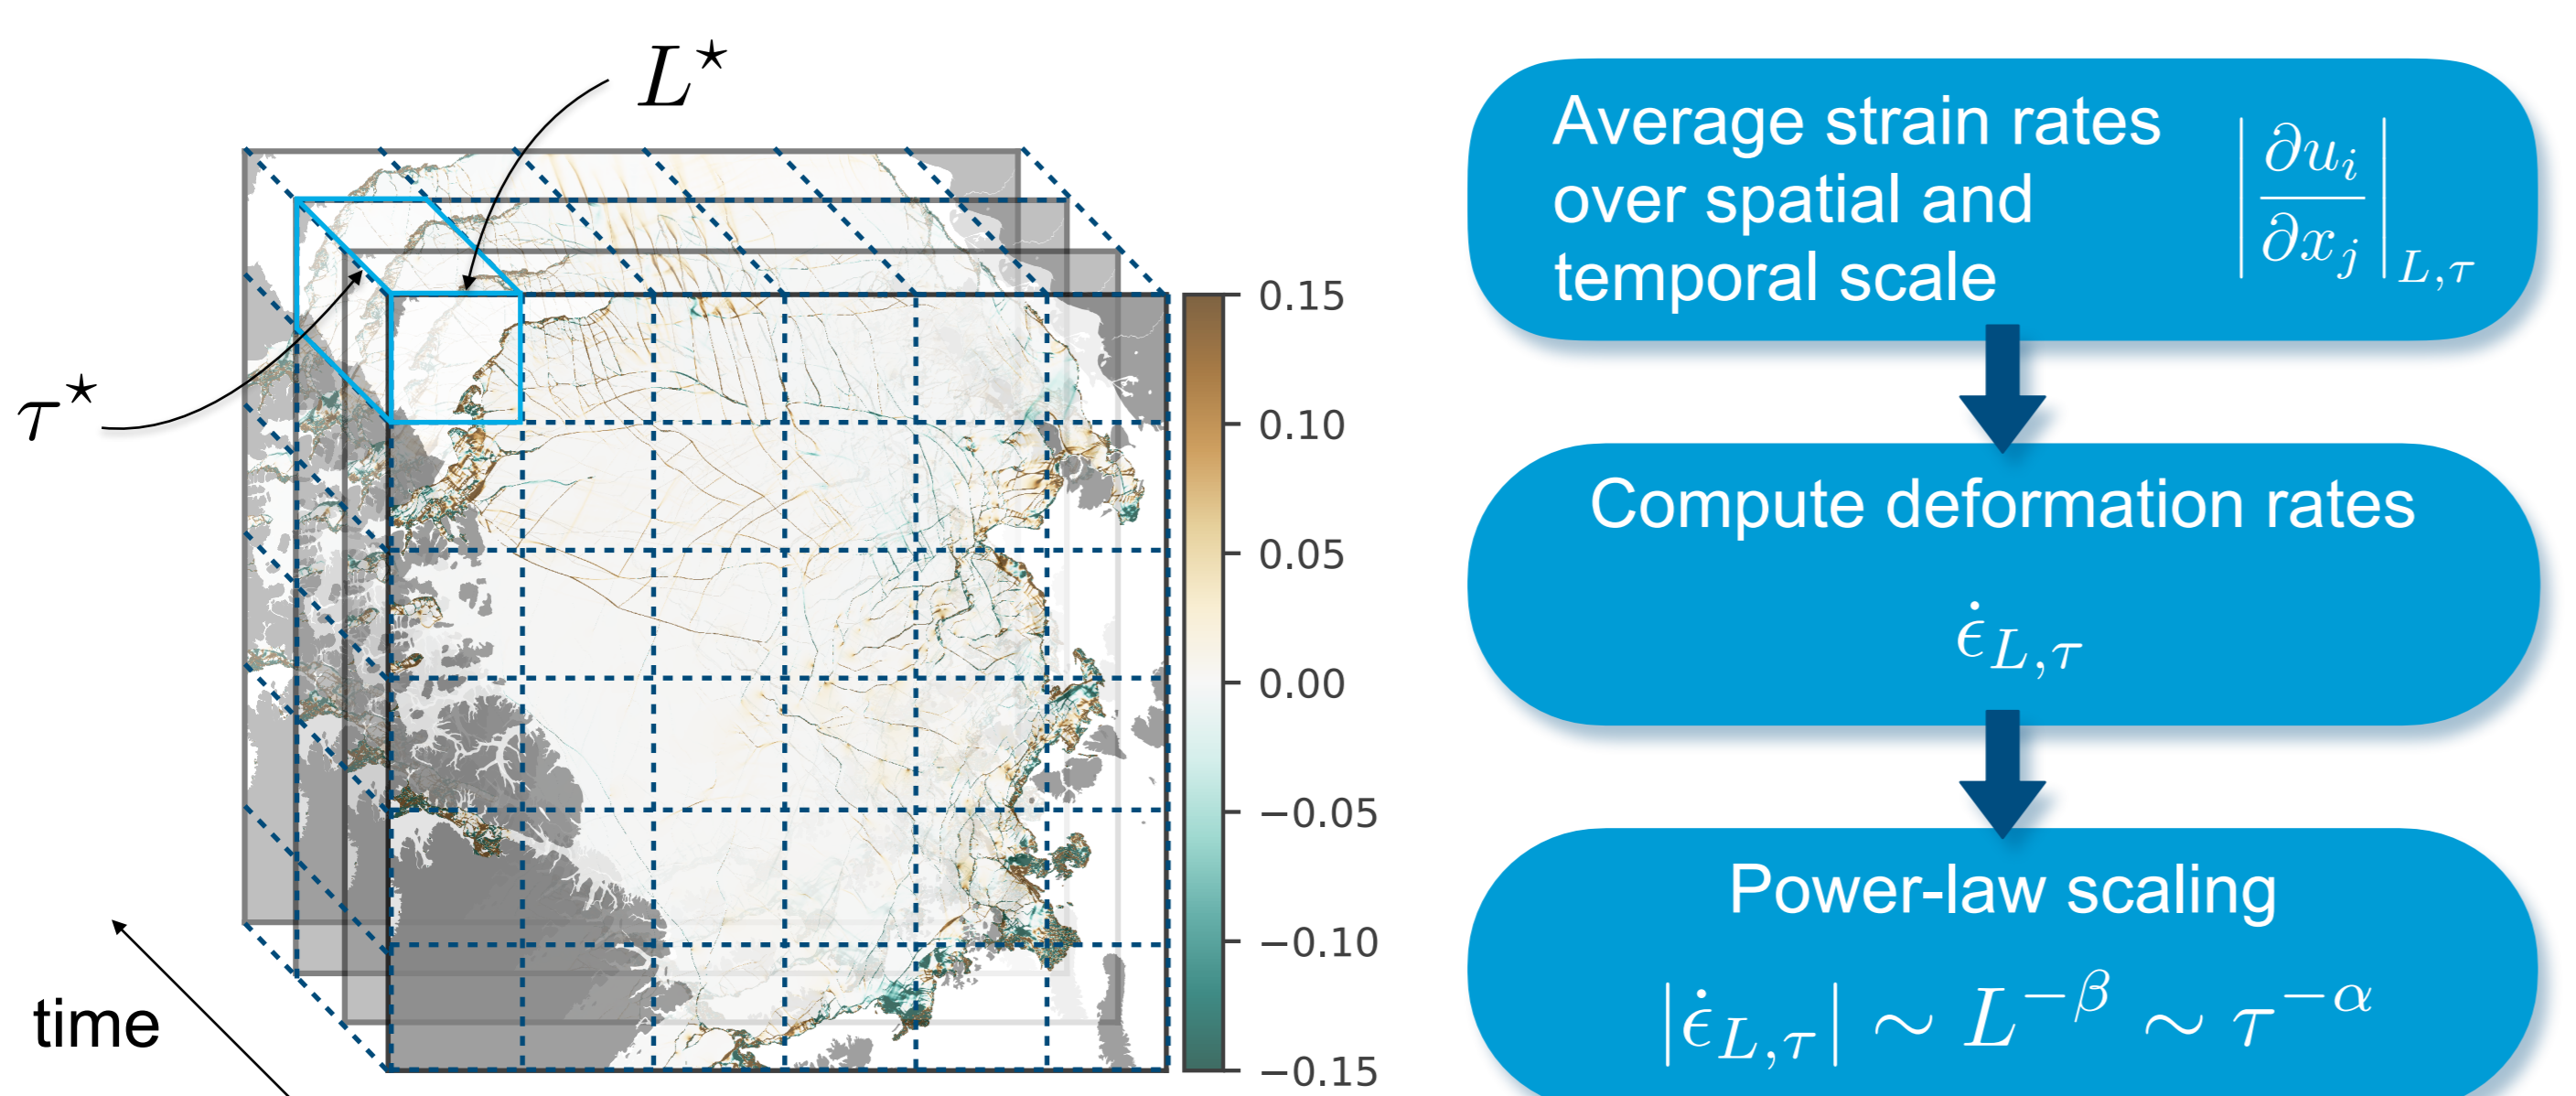 L⋆
τ⋆
time
0.15
0.10
0.05
0.00
−0.05
−0.10
−0.15
Average strain rates
over spatial and
temporal scale
|∂u_i/∂x_j|_{L,τ}
Compute deformation rates
ϵ̇_{L,τ}
Power-law scaling
|ϵ̇_{L,τ}| ∼ L^{−β} ∼ τ^{−α}